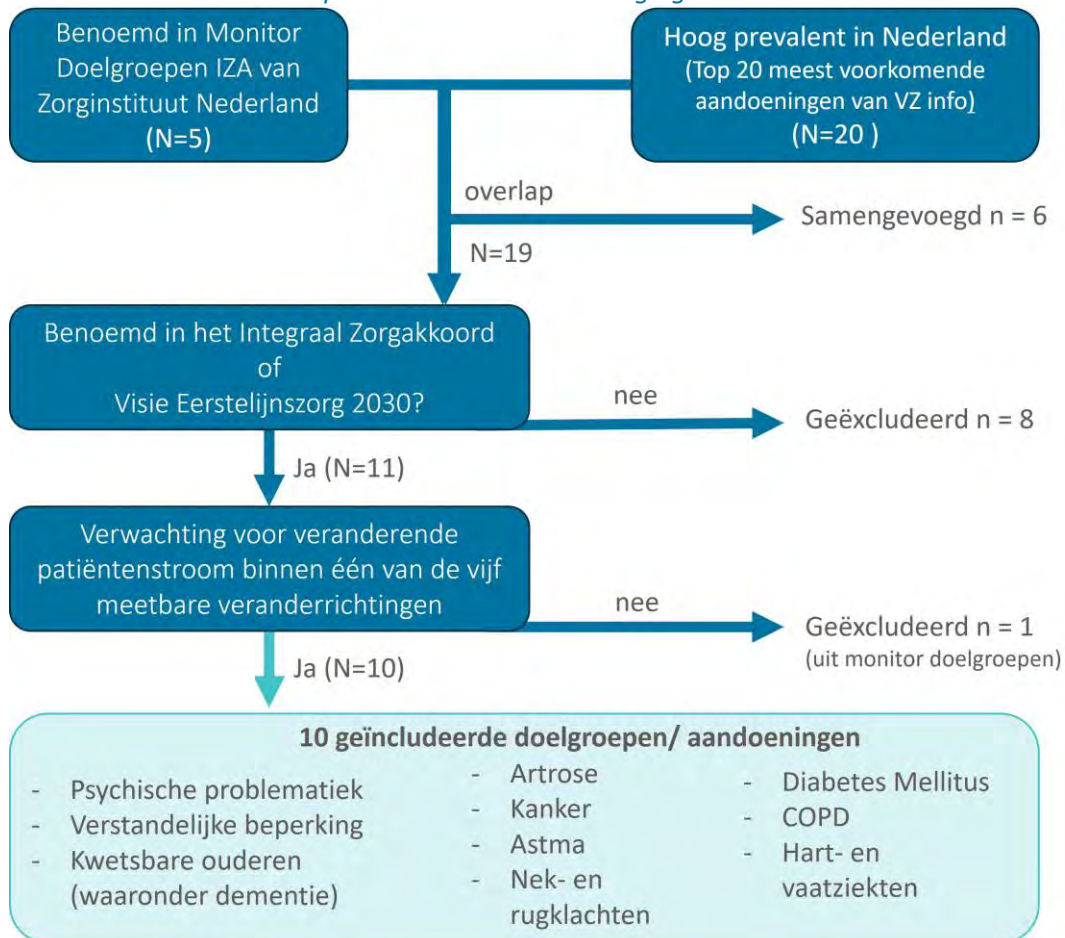 Benoemd in Monitor
Doelgroepen IZA van
Zorginstituut Nederland
(N=5)
Hoog prevalent in Nederland
(Top 20 meest voorkomende
aandoeningen van VZ info)
(N=20 )
overlap
Samengevoegd n = 6
N=19
Benoemd in het Integraal Zorgakkoord
of
Visie Eerstelijnszorg 2030?
nee
Geëxcludeerd n = 8
Ja (N=11)
Verwachting voor veranderende
patiëntenstroom binnen één van de vijf
meetbare veranderrichtingen
nee
Geëxcludeerd n = 1
(uit monitor doelgroepen)
Ja (N=10)
10 geïncludeerde doelgroepen/ aandoeningen
- Psychische problematiek
- Verstandelijke beperking
- Kwetsbare ouderen
(waaronder dementie)
- Artrose
- Kanker
- Astma
- Nek- en
rugklachten
- Diabetes Mellitus
- COPD
- Hart- en
vaatziekten